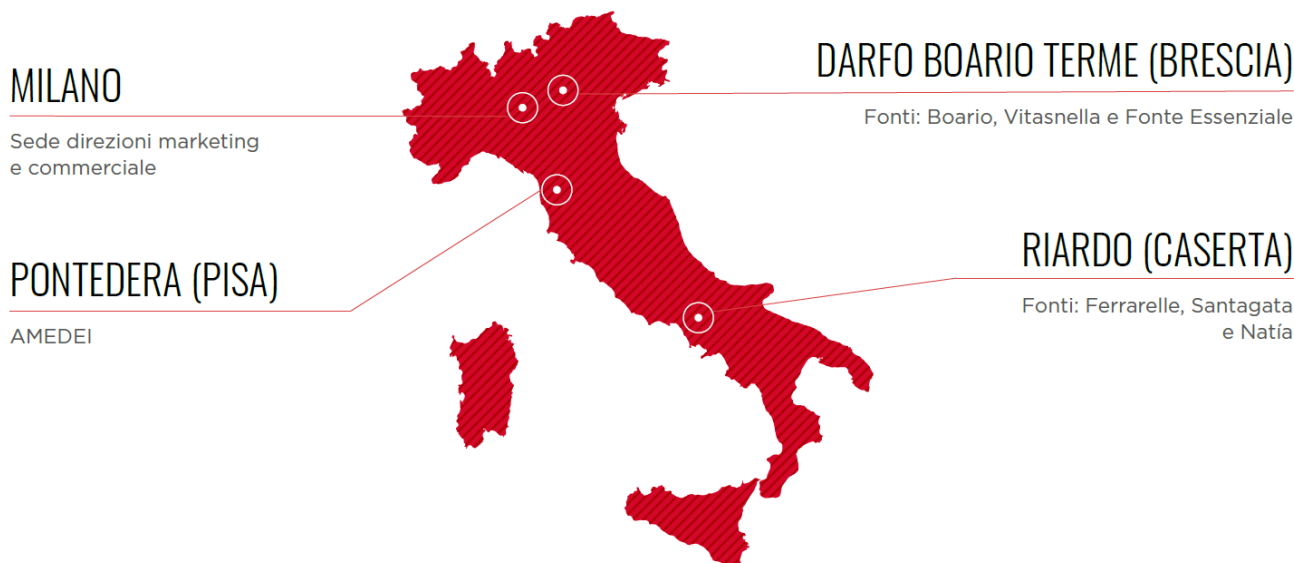 MILANO
Sede direzioni marketing
e commerciale
DARFO BOARIO TERME (BRESCIA)
Fonti: Boario, Vitasnella e Fonte Essenziale
PONTEDERA (PISA)
AMEDEI
RIARDO (CASERTA)
Fonti: Ferrarelle, Santagata
e Natía